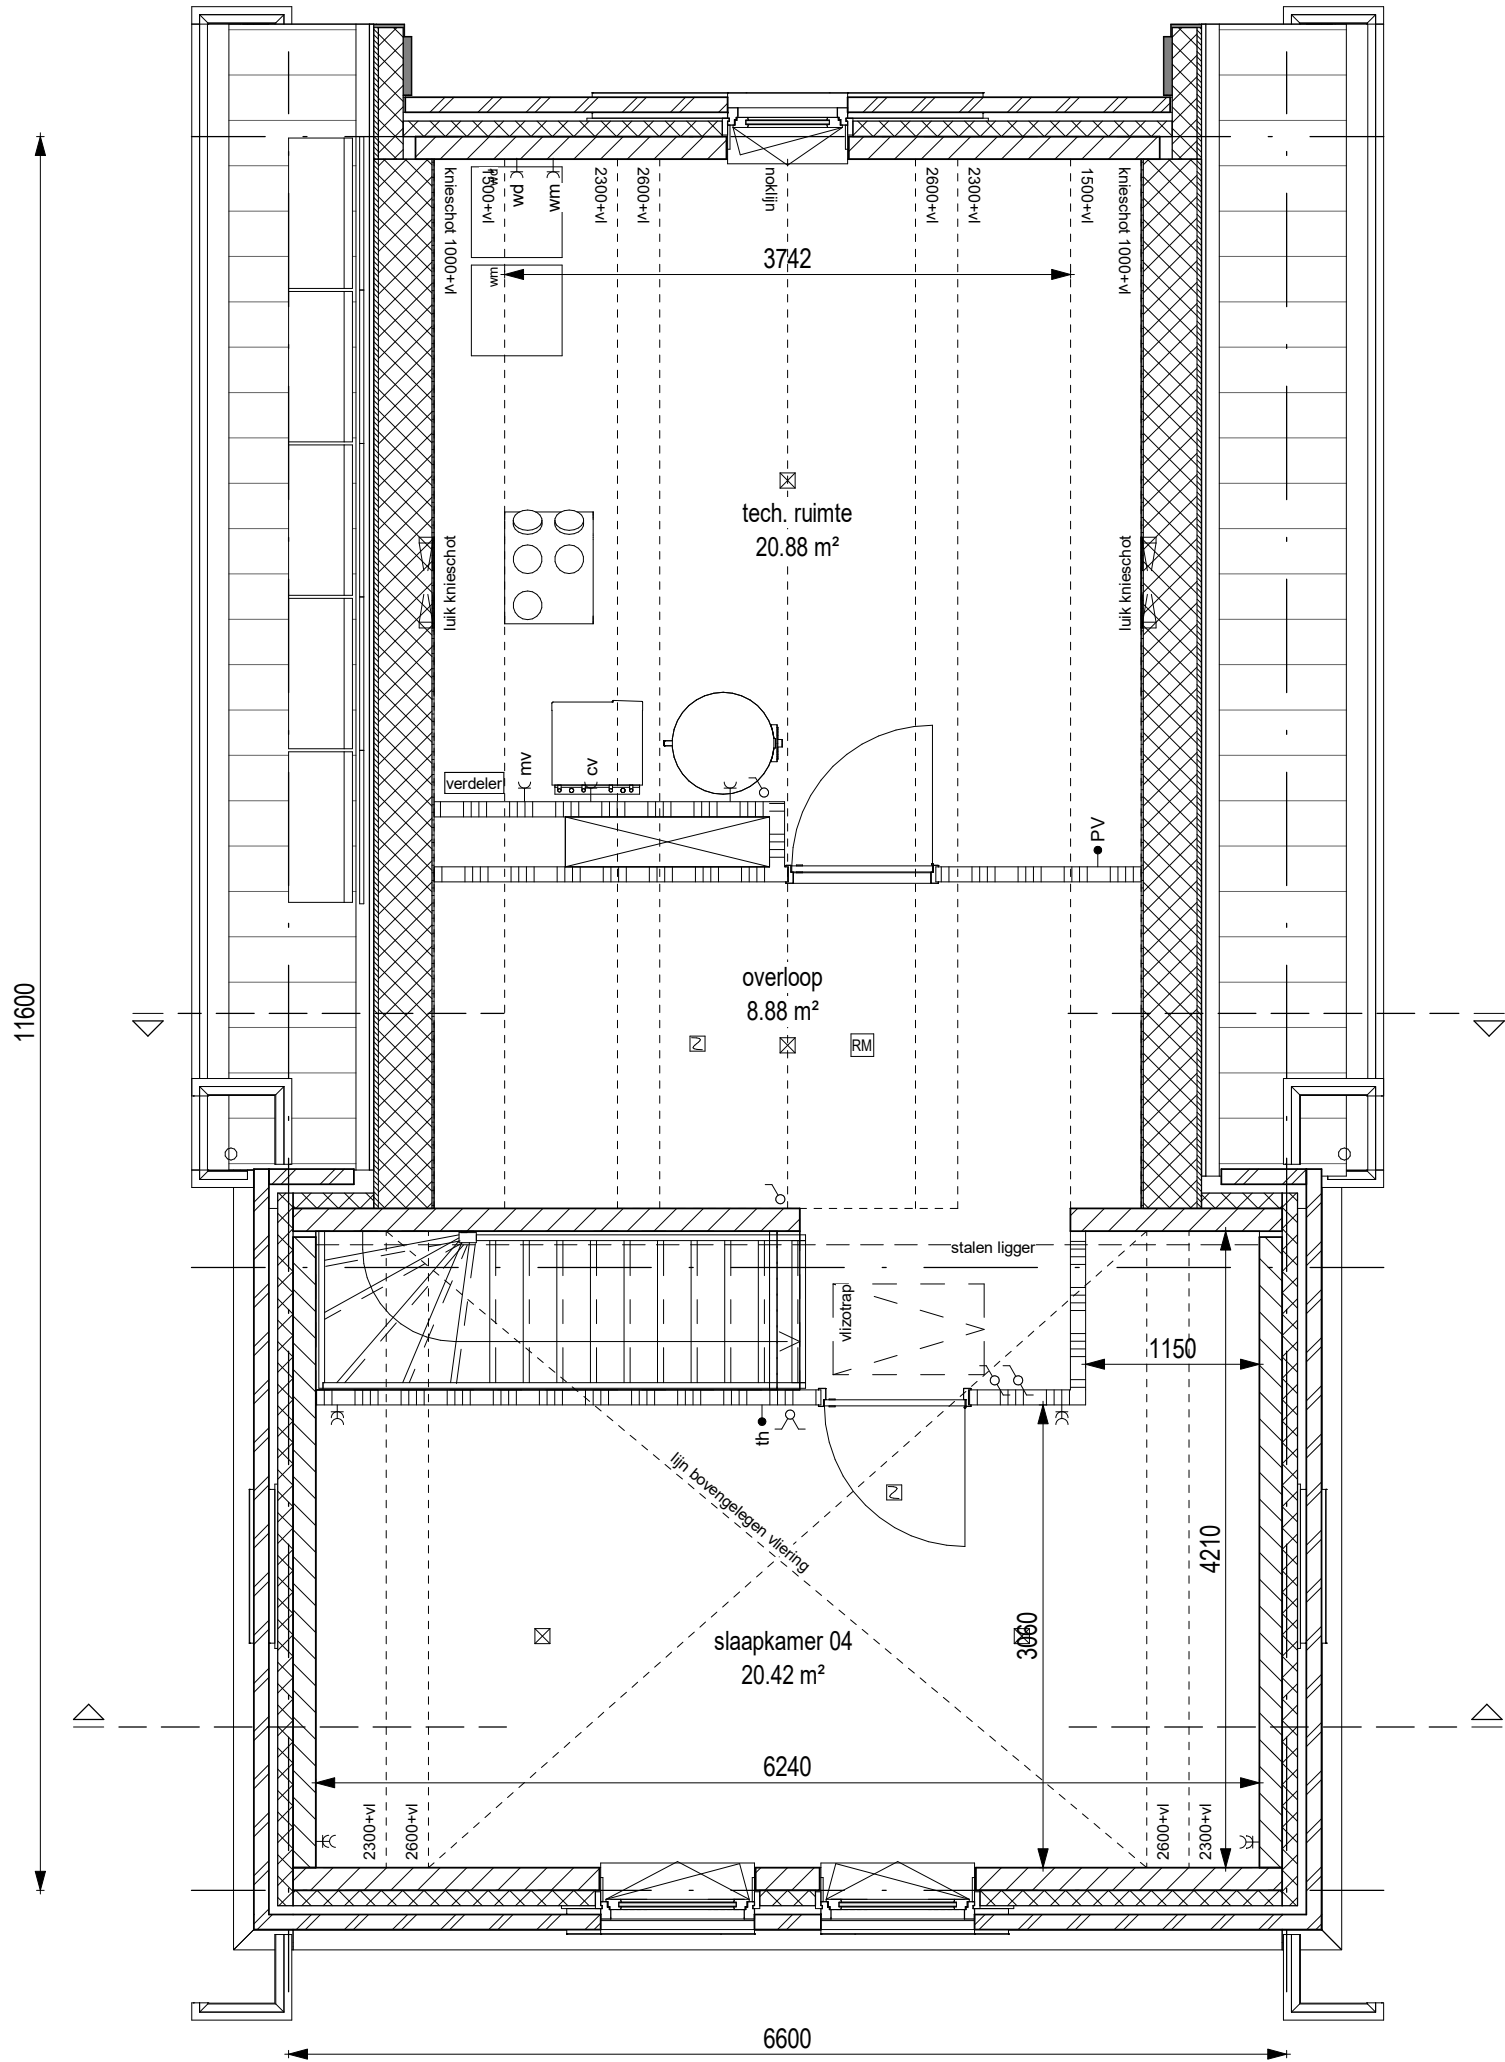 knieschot 1000+vl
1500+vl
wd
wd
wm
2300+vl
2600+vl
noklijn
2600+vl
2300+vl
1500+vl
knieschot 1000+vl
3742
wm
tech. ruimte
20.88 m²
luik knieschot
luik knieschot
verdeler
mv
cv
PV
11600
overloop
8.88 m²
RM
stalen ligger
vlizotrap
1150
th
lijn bovengelegen vliering
4210
3060
slaapkamer 04
20.42 m²
6240
2300+vl
2600+vl
2600+vl
2300+vl
6600